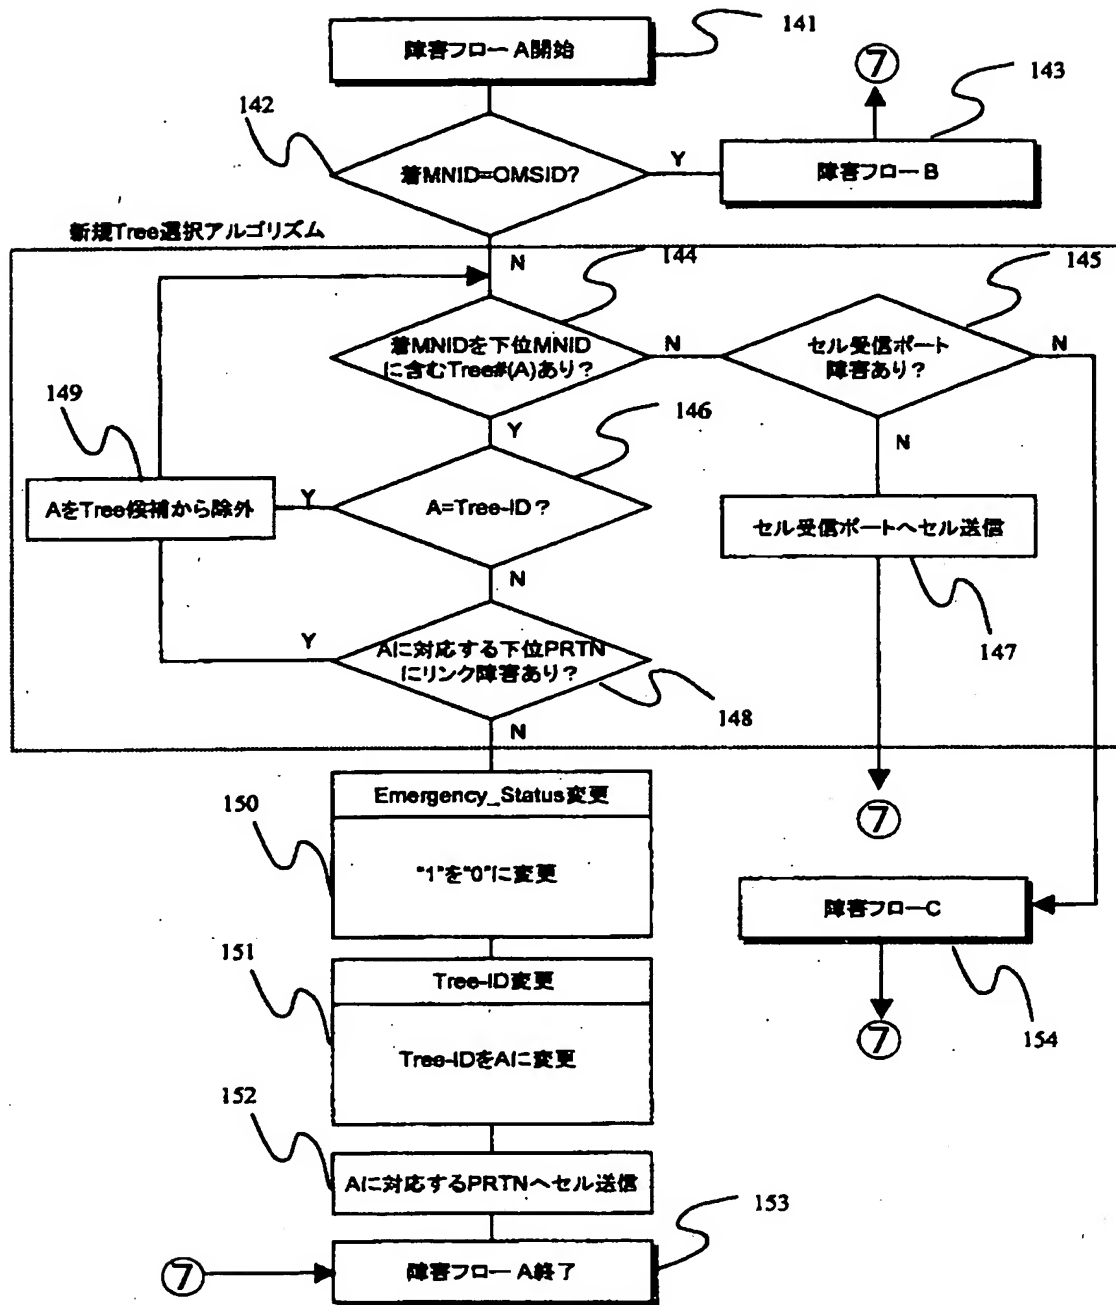 141
障害フロー A開始
⑦
143
142
着MNID=OMSID?
Y
障害フロー B
新規Tree選択アルゴリズム
N
144
145
着MNIDを下位MNID
に含むTree#(A)あり?
N
セル受信ポート
障害あり?
N
149
Y
146
N
AをTree候補から除外
Y
A=Tree-ID?
セル受信ポートへセル送信
N
147
Y
Aに対応する下位PRTN
にリンク障害あり?
148
N
150
Emergency_Status変更
"1"を"0"に変更
⑦
障害フローC
151
Tree-ID変更
Tree-IDをAに変更
⑦
154
152
Aに対応するPRTNへセル送信
153
⑦
障害フロー A終了